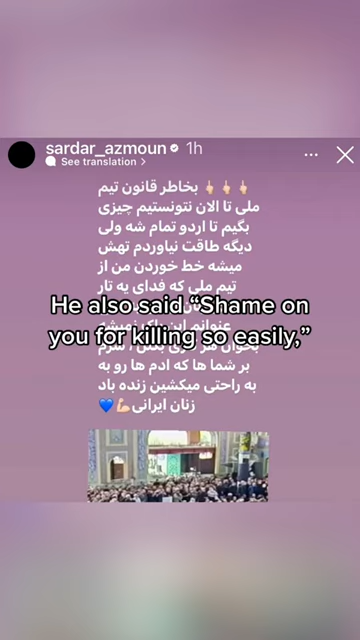 sardar_azmoun 1h
See translation >
بخاطر قانون تیم
ملی تا الان نتونستیم چیزی
بگیم تا اردو تمام شه ولی
دیگه طاقت نیاوردم تهش
میشه خط خوردن من از
تیم ملی که فدای یه تار
He also said “Shame on
you for killing so easily,”
بر شما ها که ادم ها رو به
به راحتی میکشین زنده باد
زنان ایرانی